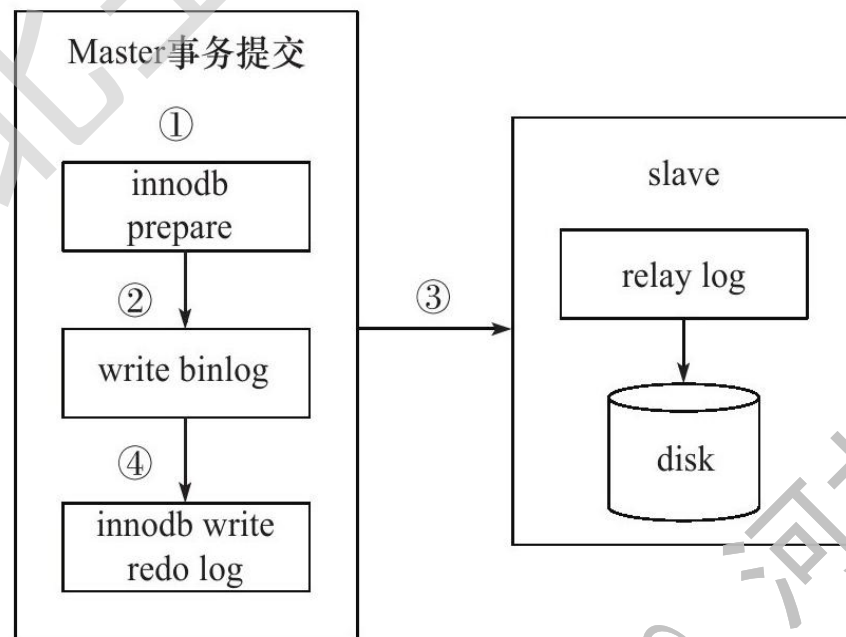 Master事务提交
①
innodb
prepare
②
write binlog
④
innodb write
redo log
③
slave
relay log
disk